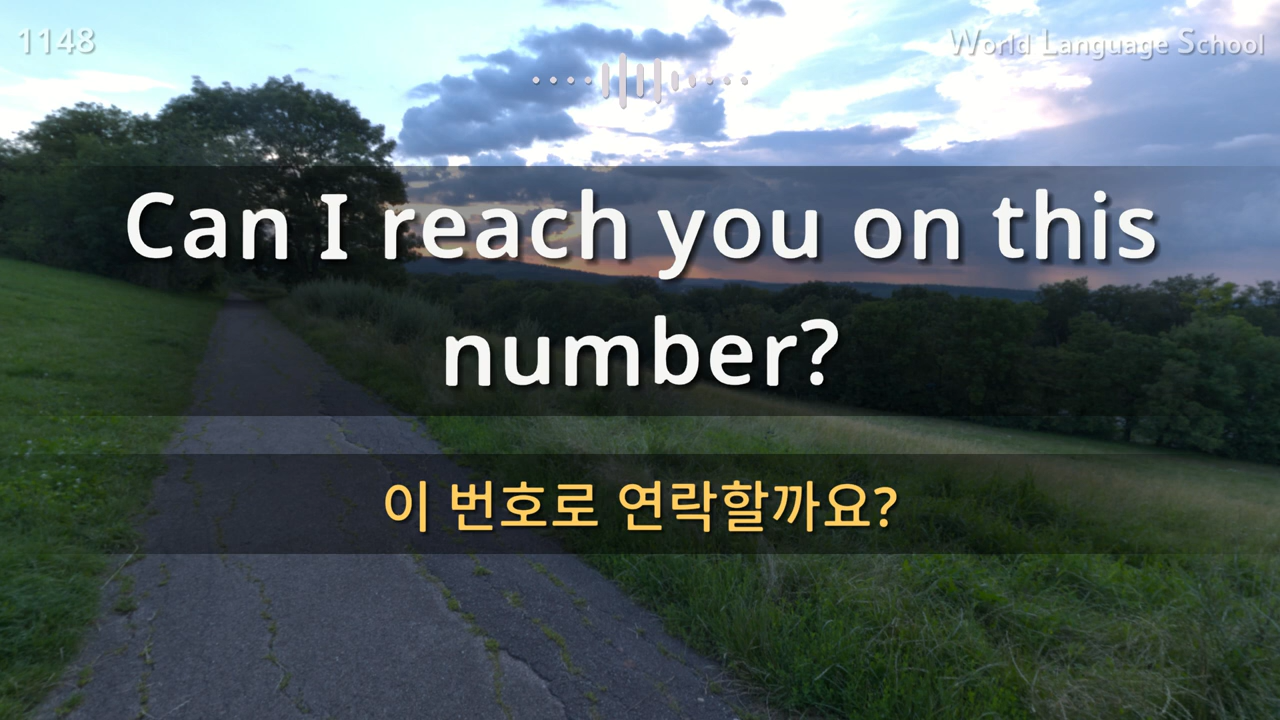 1148
World Language School
Can I reach you on this
number?
이 번호로 연락할까요?